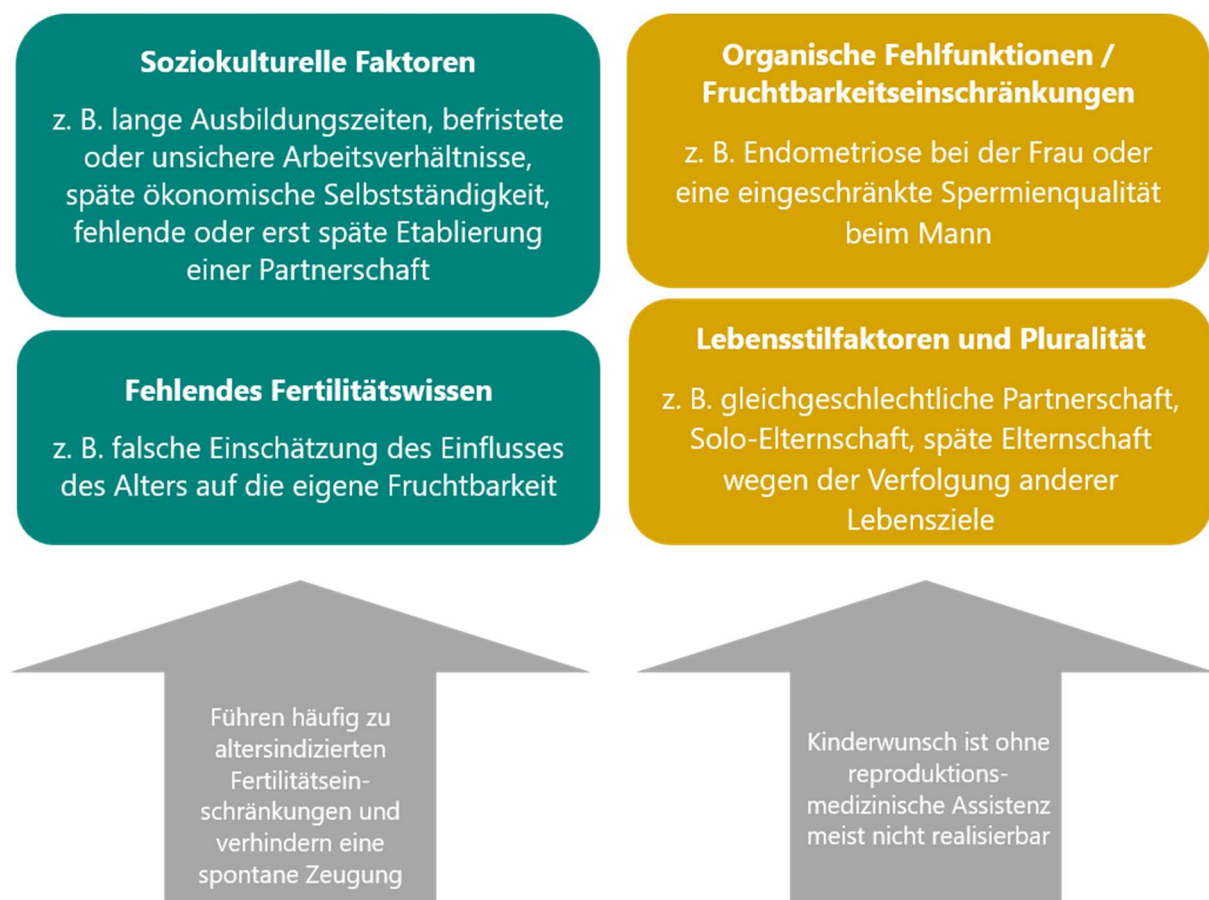 Soziokulturelle Faktoren
z. B. lange Ausbildungszeiten, befristete
oder unsichere Arbeitsverhältnisse,
späte ökonomische Selbstständigkeit,
fehlende oder erst späte Etablierung
einer Partnerschaft
Fehlendes Fertilitätswissen
z. B. falsche Einschätzung des Einflusses
des Alters auf die eigene Fruchtbarkeit
Führen häufig zu
altersindizierten
Fertilitätsein-
schränkungen und
verhindern eine
spontane Zeugung
Organische Fehlfunktionen /
Fruchtbarkeitseinschränkungen
z. B. Endometriose bei der Frau oder
eine eingeschränkte Spermienqualität
beim Mann
Lebensstilfaktoren und Pluralität
z. B. gleichgeschlechtliche Partnerschaft,
Solo-Elternschaft, späte Elternschaft
wegen der Verfolgung anderer
Lebensziele
Kinderwunsch ist ohne
reproduktions-
medizinische Assistenz
meist nicht realisierbar